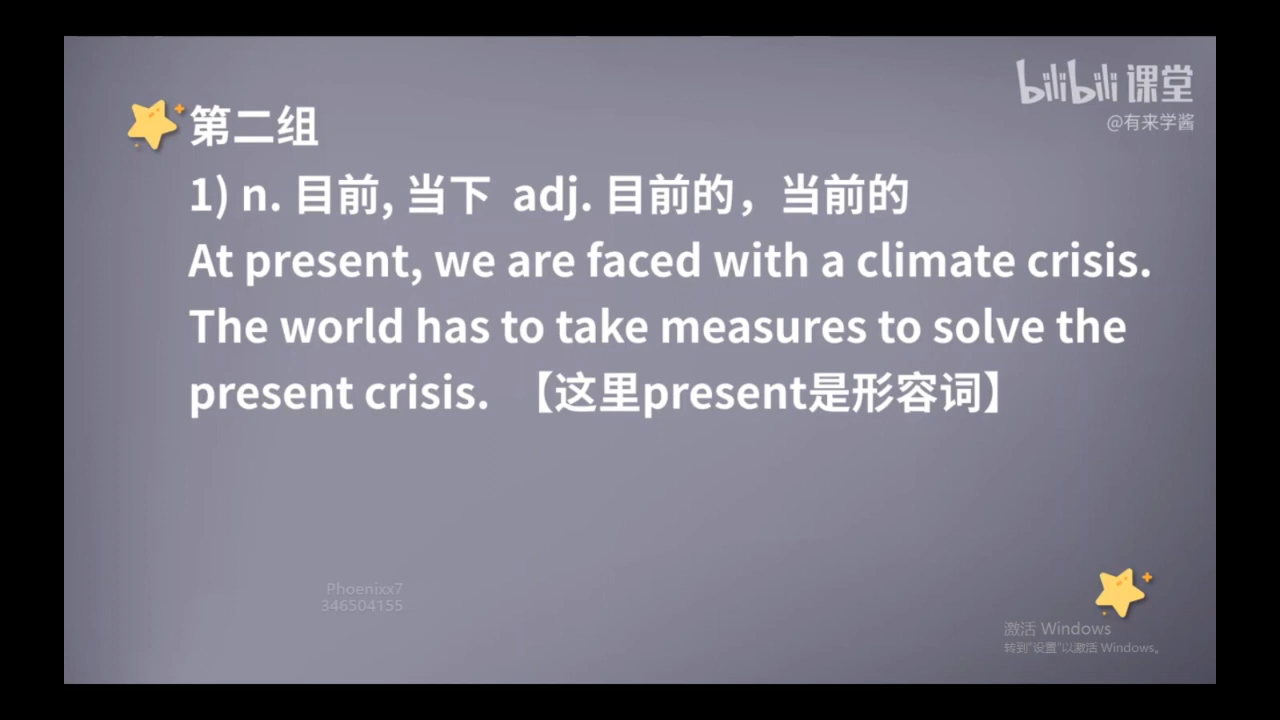 bilibili 课堂
@有来学酱
第二组
1) n. 目前, 当下 adj. 目前的，当前的
At present, we are faced with a climate crisis.
The world has to take measures to solve the
present crisis. 【这里present是形容词】
Phoenixx7
346504155
激活 Windows
转到"设置"以激活 Windows。